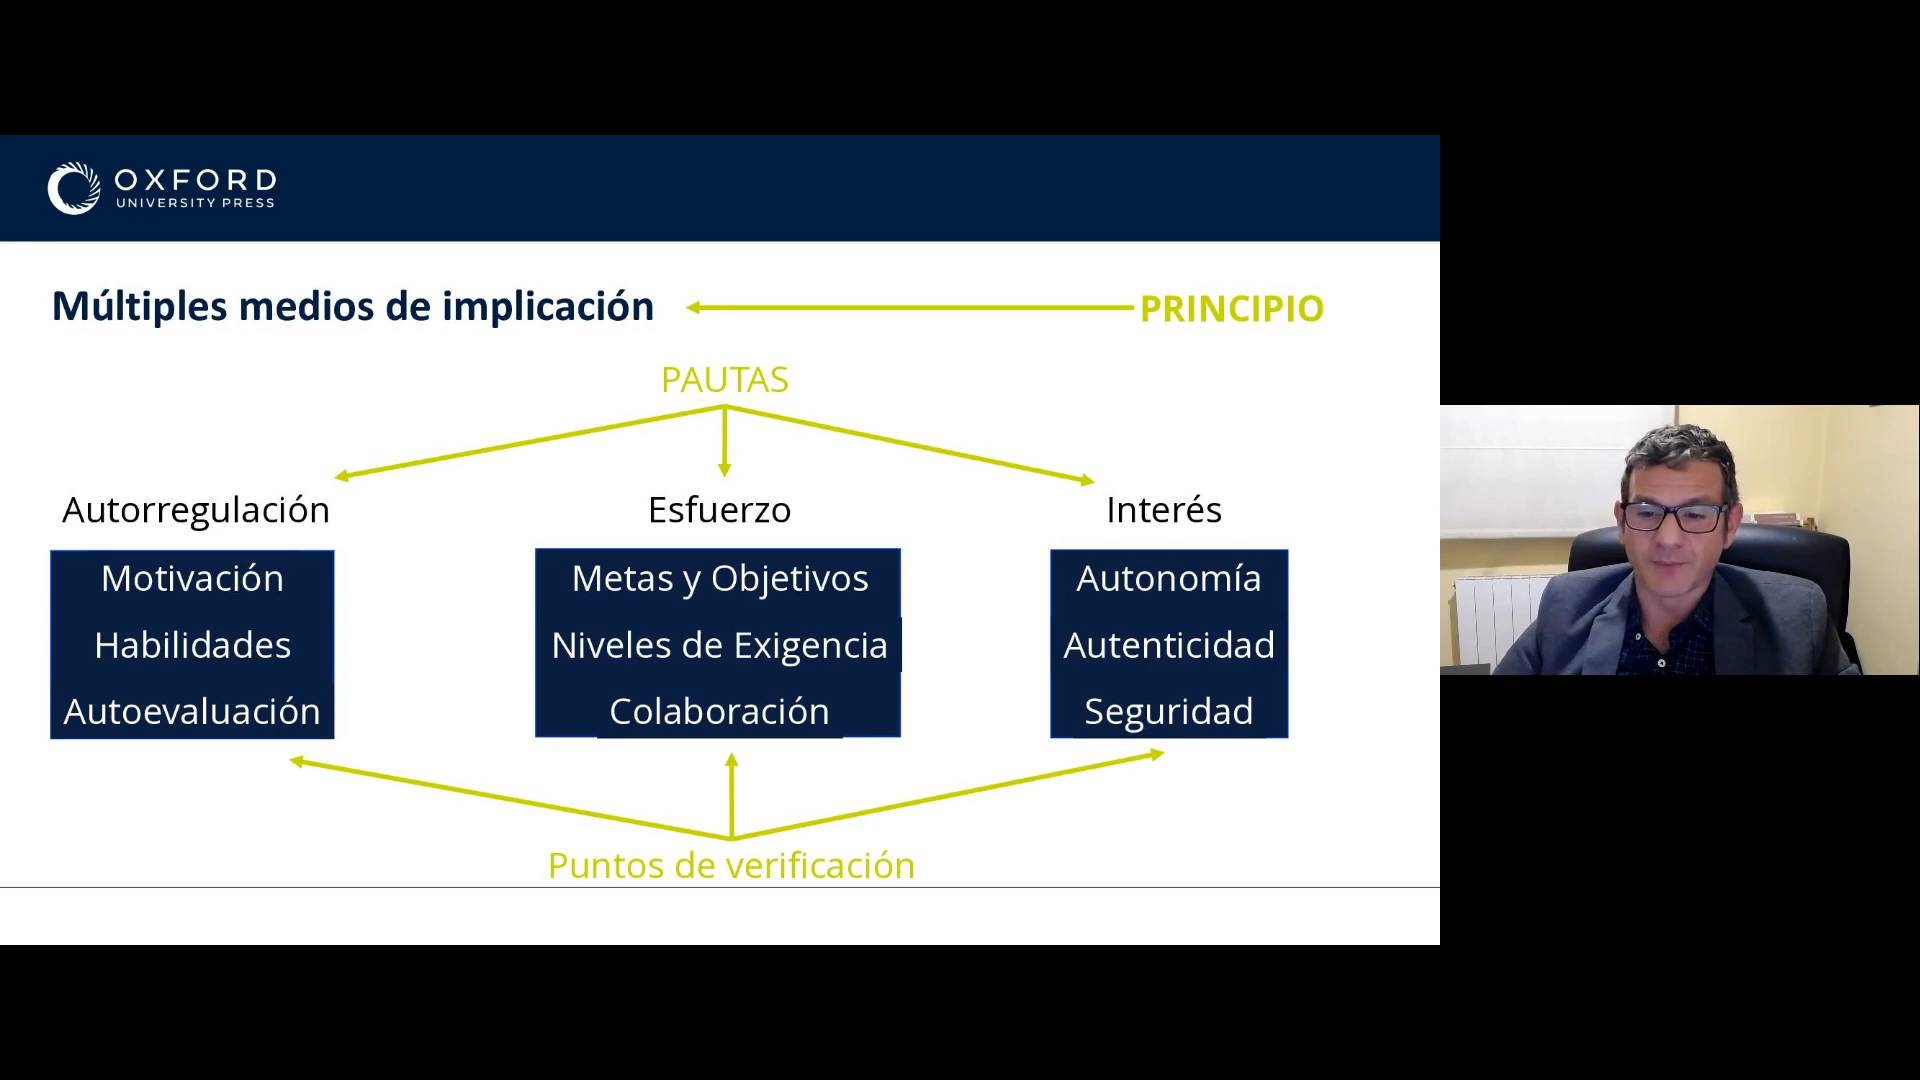 OXFORD
UNIVERSITY PRESS
Múltiples medios de implicación
PRINCIPIO
PAUTAS
Autorregulación
Esfuerzo
Interés
Motivación
Habilidades
Autoevaluación
Metas y Objetivos
Niveles de Exigencia
Colaboración
Autonomía
Autenticidad
Seguridad
Puntos de verificación